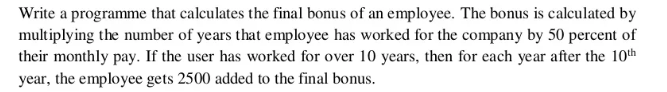 Write a programme that calculates the final bonus of an employee. The bonus is calculated by
multiplying the number of years that employee has worked for the company by 50 percent of
their monthly pay. If the user has worked for over 10 years, then for each year after the 10th
year, the employee gets 2500 added to the final bonus.